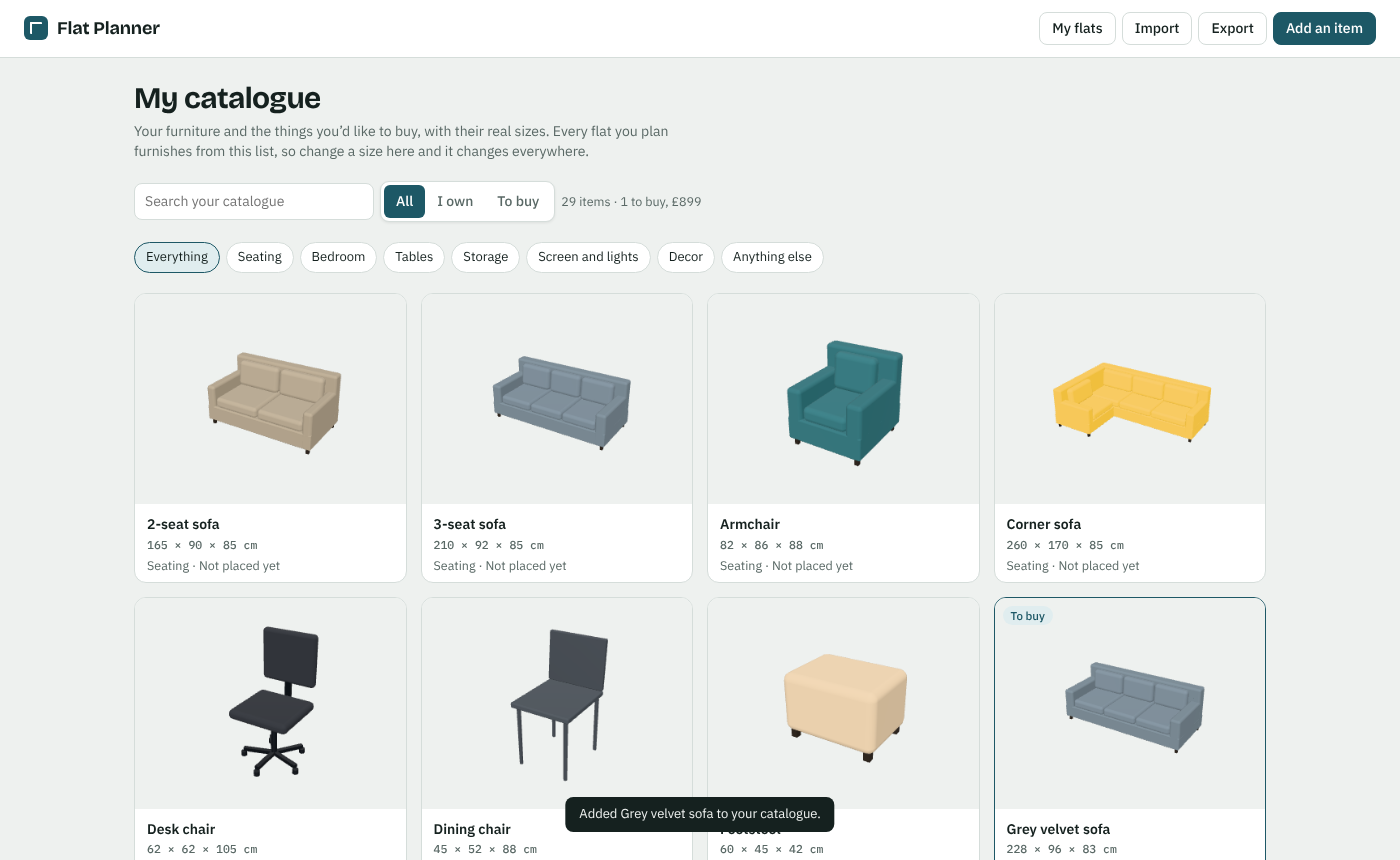 Flat Planner
My flats
Import
Export
Add an item
My catalogue
Your furniture and the things you’d like to buy, with their real sizes. Every flat you plan
furnishes from this list, so change a size here and it changes everywhere.
Search your catalogue
All
I own
To buy
29 items · 1 to buy, £899
Everything
Seating
Bedroom
Tables
Storage
Screen and lights
Decor
Anything else
2-seat sofa
165 × 90 × 85 cm
Seating · Not placed yet
3-seat sofa
210 × 92 × 85 cm
Seating · Not placed yet
Armchair
82 × 86 × 88 cm
Seating · Not placed yet
Corner sofa
260 × 170 × 85 cm
Seating · Not placed yet
To buy
Added Grey velvet sofa to your catalogue.
Desk chair
62 × 62 × 105 cm
Dining chair
45 × 52 × 88 cm
60 × 45 × 42 cm
Grey velvet sofa
228 × 96 × 83 cm